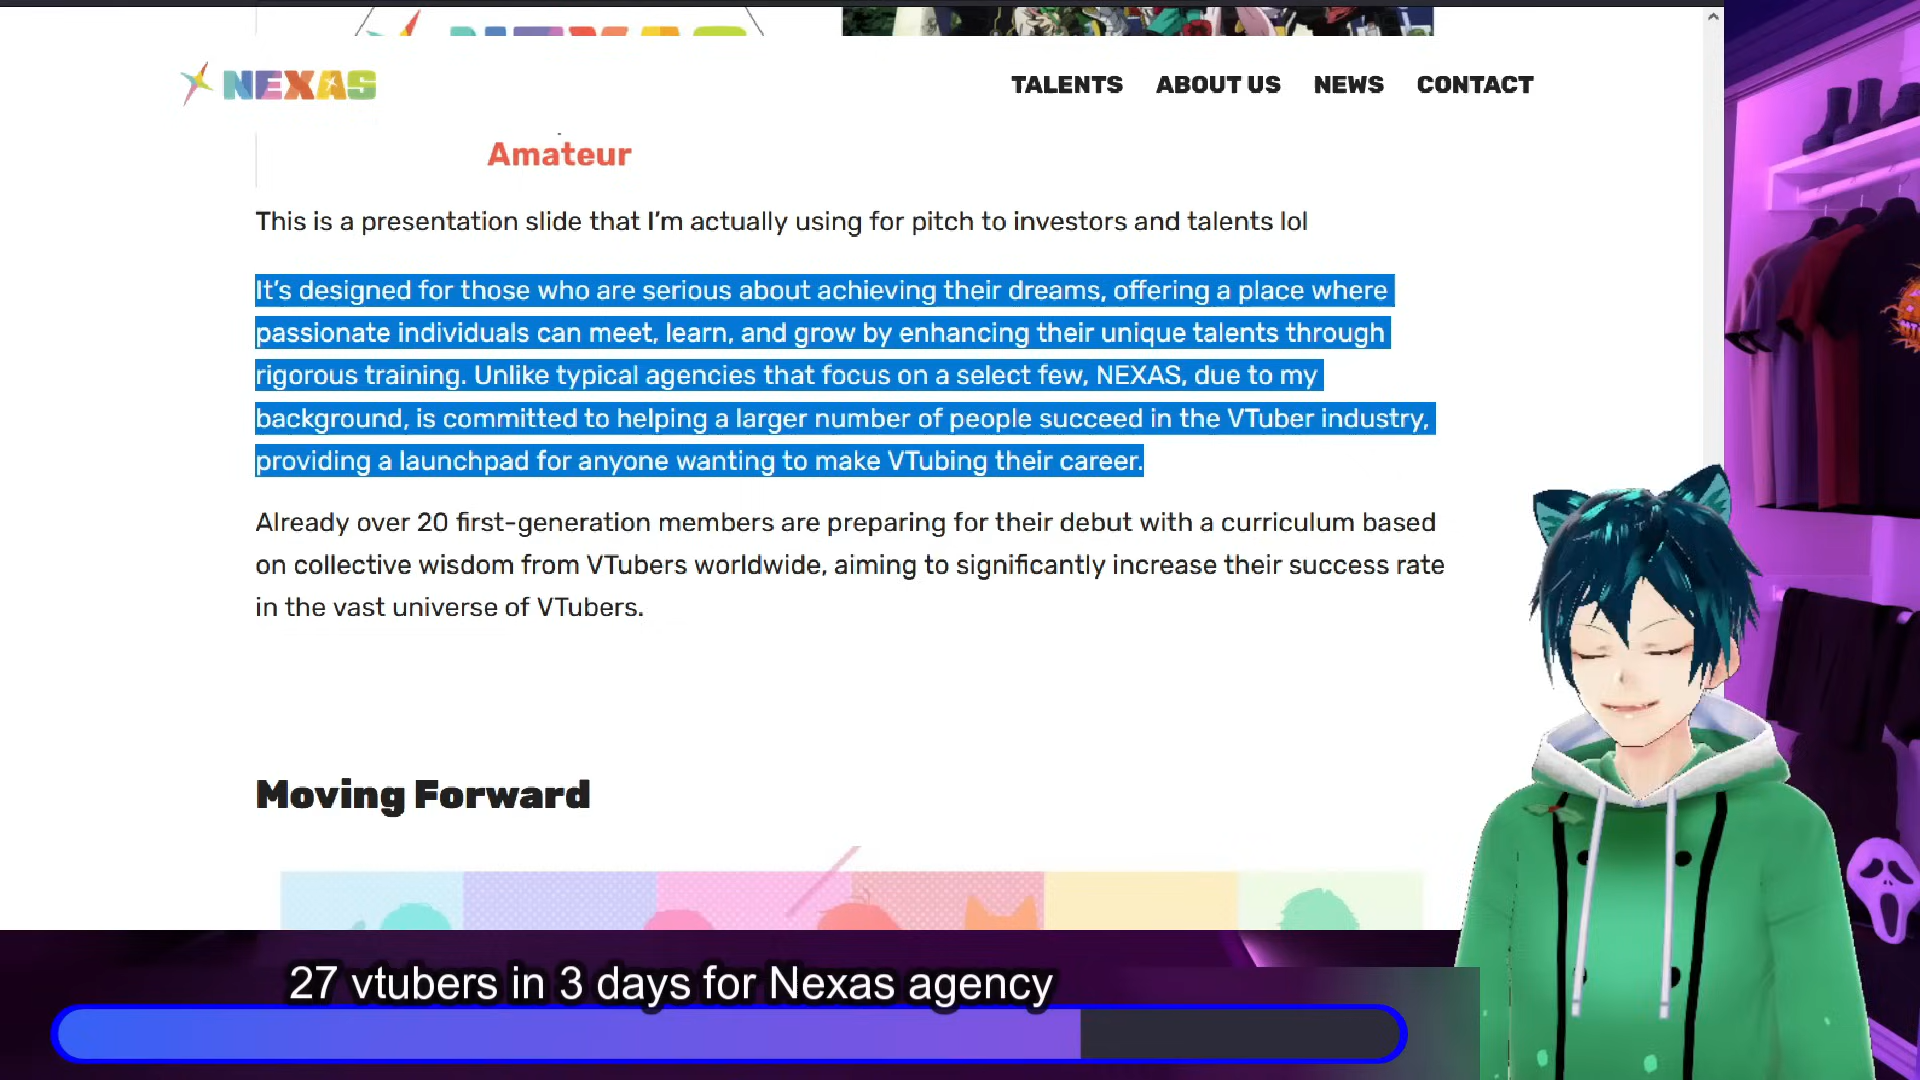 NEXAS
TALENTS ABOUT US NEWS CONTACT
Amateur
This is a presentation slide that I'm actually using for pitch to investors and talents lol
It's designed for those who are serious about achieving their dreams, offering a place where
passionate individuals can meet, learn, and grow by enhancing their unique talents through
rigorous training. Unlike typical agencies that focus on a select few, NEXAS, due to my
background, is committed to helping a larger number of people succeed in the VTuber industry,
providing a launchpad for anyone wanting to make VTubing their career.
Already over 20 first-generation members are preparing for their debut with a curriculum based
on collective wisdom from VTubers worldwide, aiming to significantly increase their success rate
in the vast universe of VTubers.
Moving Forward
27 vtubers in 3 days for Nexas agency